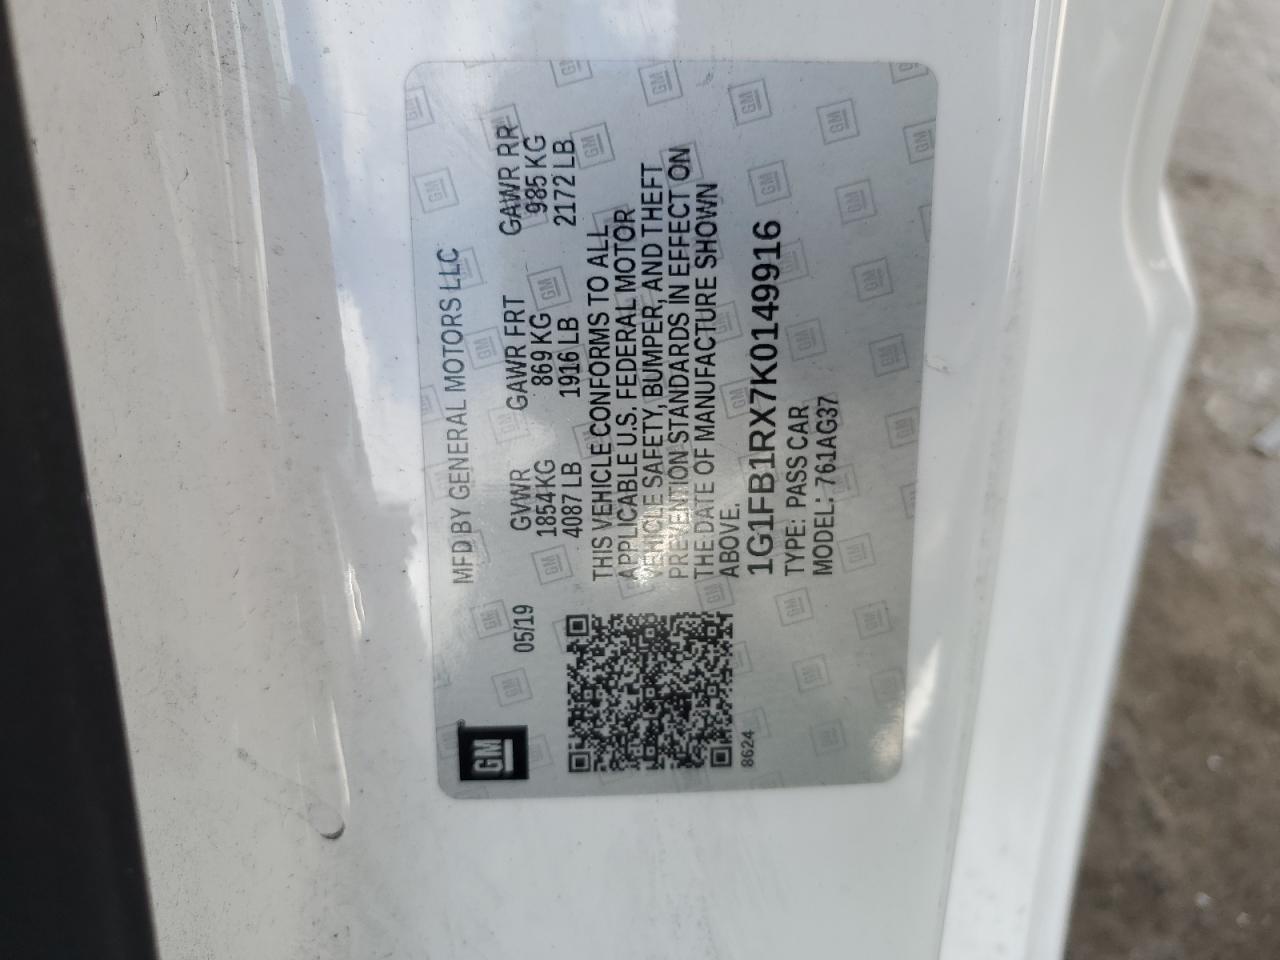 GM
MFD BY GENERAL MOTORS LLC
05/19 GVWR GAWR FRT GAWR RR
1854 KG 869 KG 985 KG
4087 LB 1916 LB 2172 LB
THIS VEHICLE CONFORMS TO ALL
APPLICABLE U.S. FEDERAL MOTOR
VEHICLE SAFETY, BUMPER, AND THEFT
PREVENTION STANDARDS IN EFFECT ON
THE DATE OF MANUFACTURE SHOWN
ABOVE.
1G1FB1RX7K0149916
TYPE: PASS CAR
MODEL: 761AG37
8624